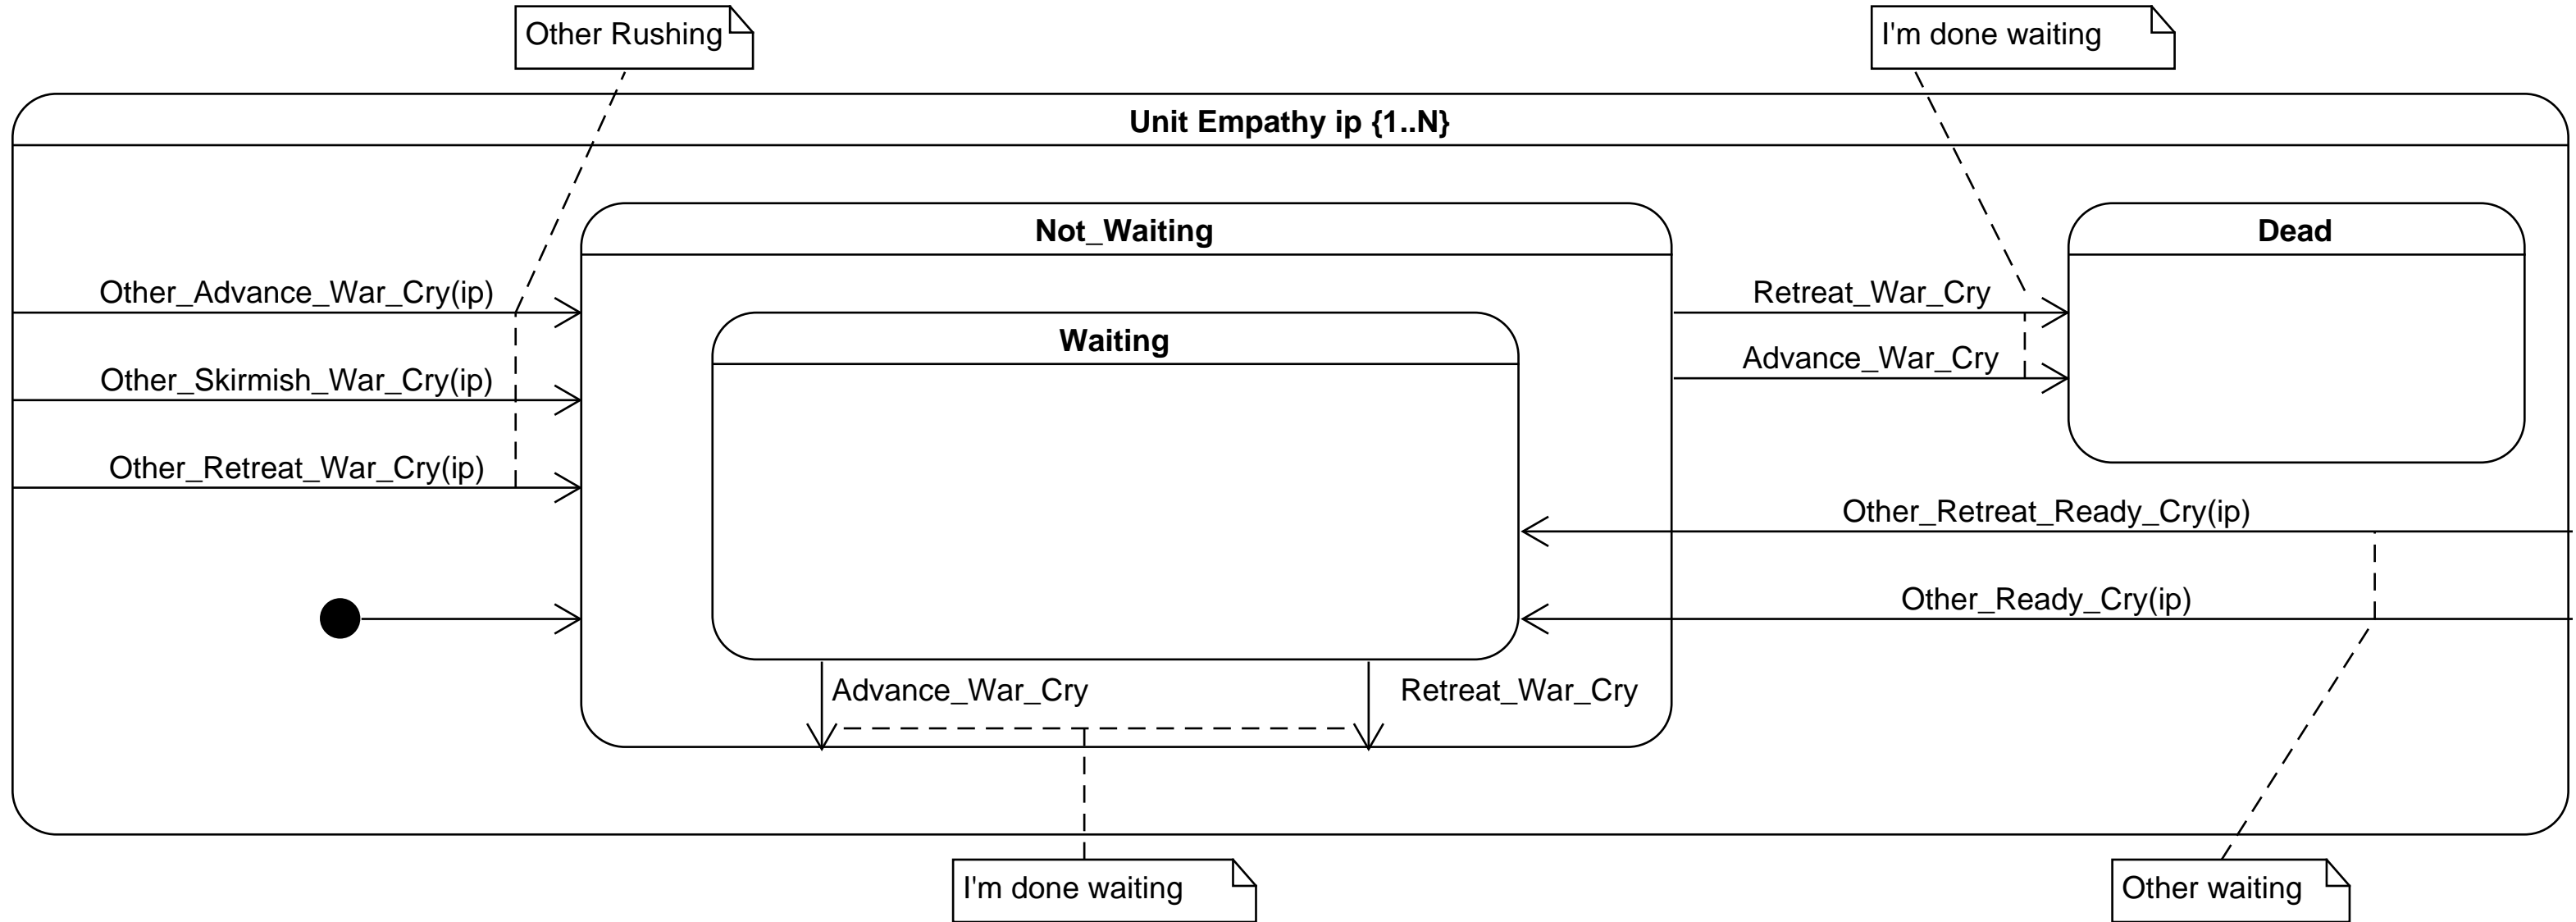 Other Rushing
I'm done waiting
Unit Empathy ip {1..N}
Not_Waiting
Dead
Other_Advance_War_Cry(ip)
Retreat_War_Cry
Waiting
Advance_War_Cry
Other_Skirmish_War_Cry(ip)
Other_Retreat_War_Cry(ip)
Other_Retreat_Ready_Cry(ip)
Other_Ready_Cry(ip)
Advance_War_Cry
Retreat_War_Cry
I'm done waiting
Other waiting